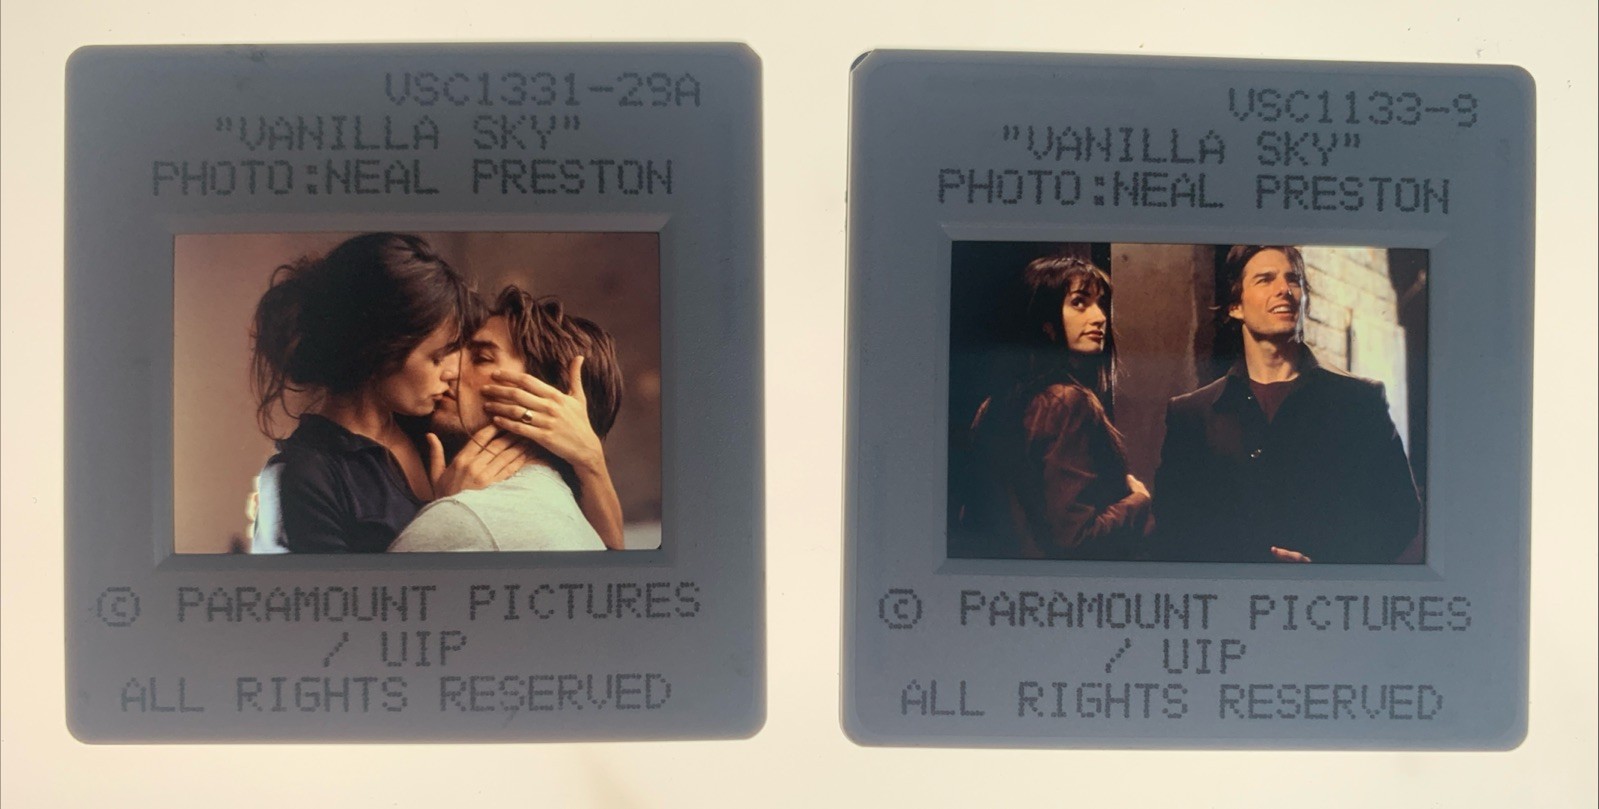 VSC1331-29A
"VANILLA SKY"
PHOTO:NEAL PRESTON
© PARAMOUNT PICTURES
/ UIP
ALL RIGHTS RESERVED
VSC1133-9
"VANILLA SKY"
PHOTO:NEAL PRESTON
© PARAMOUNT PICTURES
/ UIP
ALL RIGHTS RESERVED